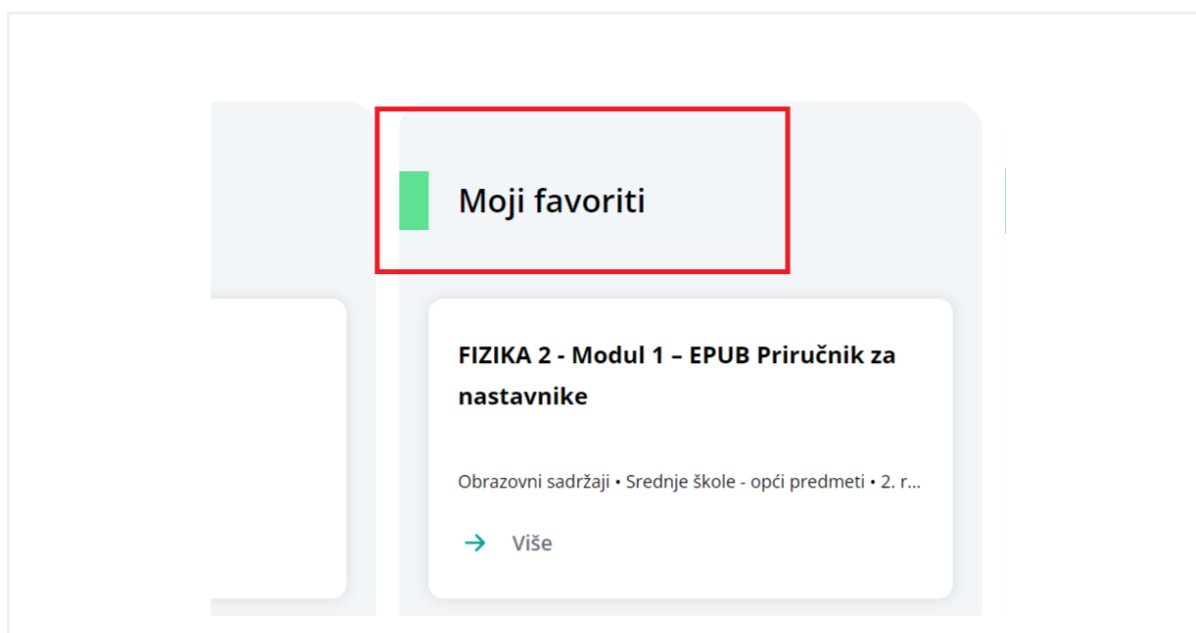 Moji favoriti
FIZIKA 2 - Modul 1 – EPUB Priručnik za
nastavnike
Obrazovni sadržaji • Srednje škole - opći predmeti • 2. r...
Više